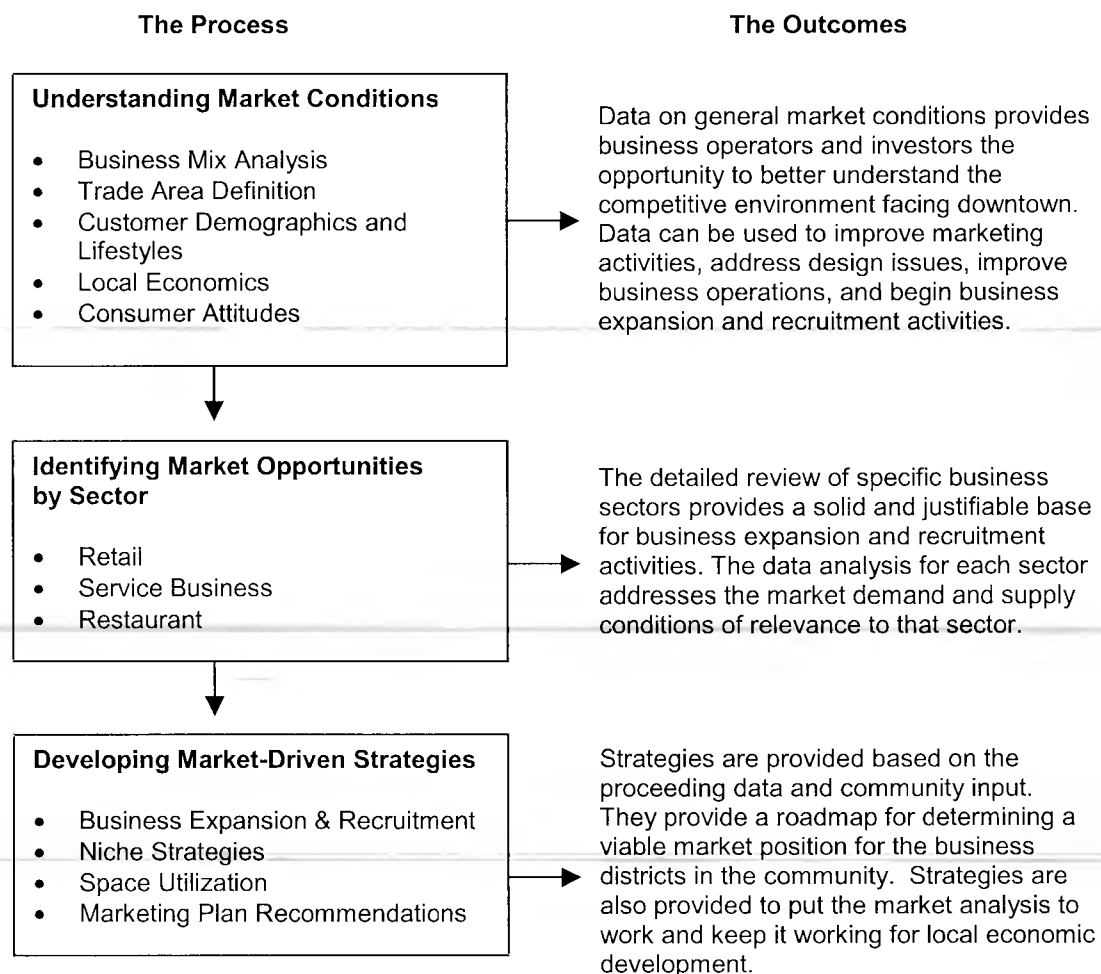 The Process
The Outcomes
Understanding Market Conditions
• Business Mix Analysis
• Trade Area Definition
• Customer Demographics and
Lifestyles
• Local Economics
• Consumer Attitudes
Data on general market conditions provides
business operators and investors the
opportunity to better understand the
competitive environment facing downtown.
Data can be used to improve marketing
activities, address design issues, improve
business operations, and begin business
expansion and recruitment activities.
Identifying Market Opportunities
by Sector
• Retail
• Service Business
• Restaurant
The detailed review of specific business
sectors provides a solid and justifiable base
for business expansion and recruitment
activities. The data analysis for each sector
addresses the market demand and supply
conditions of relevance to that sector.
Developing Market-Driven Strategies
• Business Expansion & Recruitment
• Niche Strategies
• Space Utilization
• Marketing Plan Recommendations
Strategies are provided based on the
proceeding data and community input.
They provide a roadmap for determining a
viable market position for the business
districts in the community.  Strategies are
also provided to put the market analysis to
work and keep it working for local economic
development.